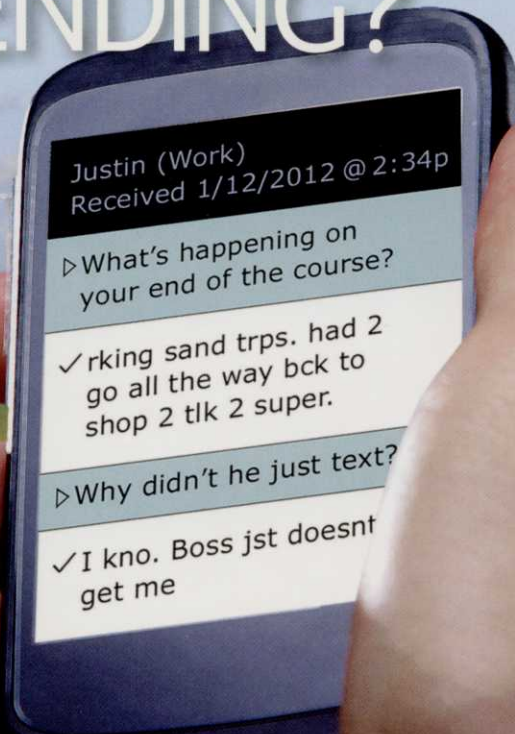 ENDING?
Justin (Work)
Received 1/12/2012 @ 2:34p
▷What's happening on
your end of the course?
✓rking sand trps. had 2
go all the way bck to
shop 2 tlk 2 super.
▷Why didn't he just text?
✓I kno. Boss jst doesnt
get me